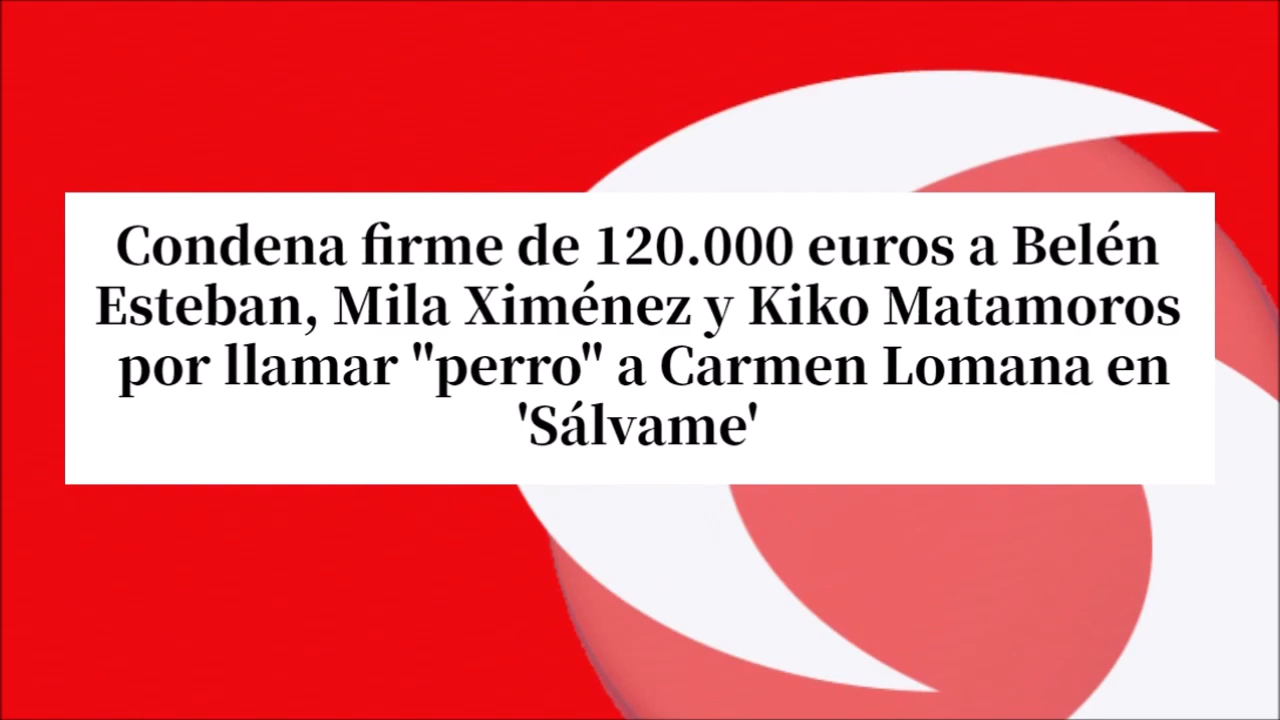 Condena firme de 120.000 euros a Belén
Esteban, Mila Ximénez y Kiko Matamoros
por llamar "perro" a Carmen Lomana en
'Sálvame'